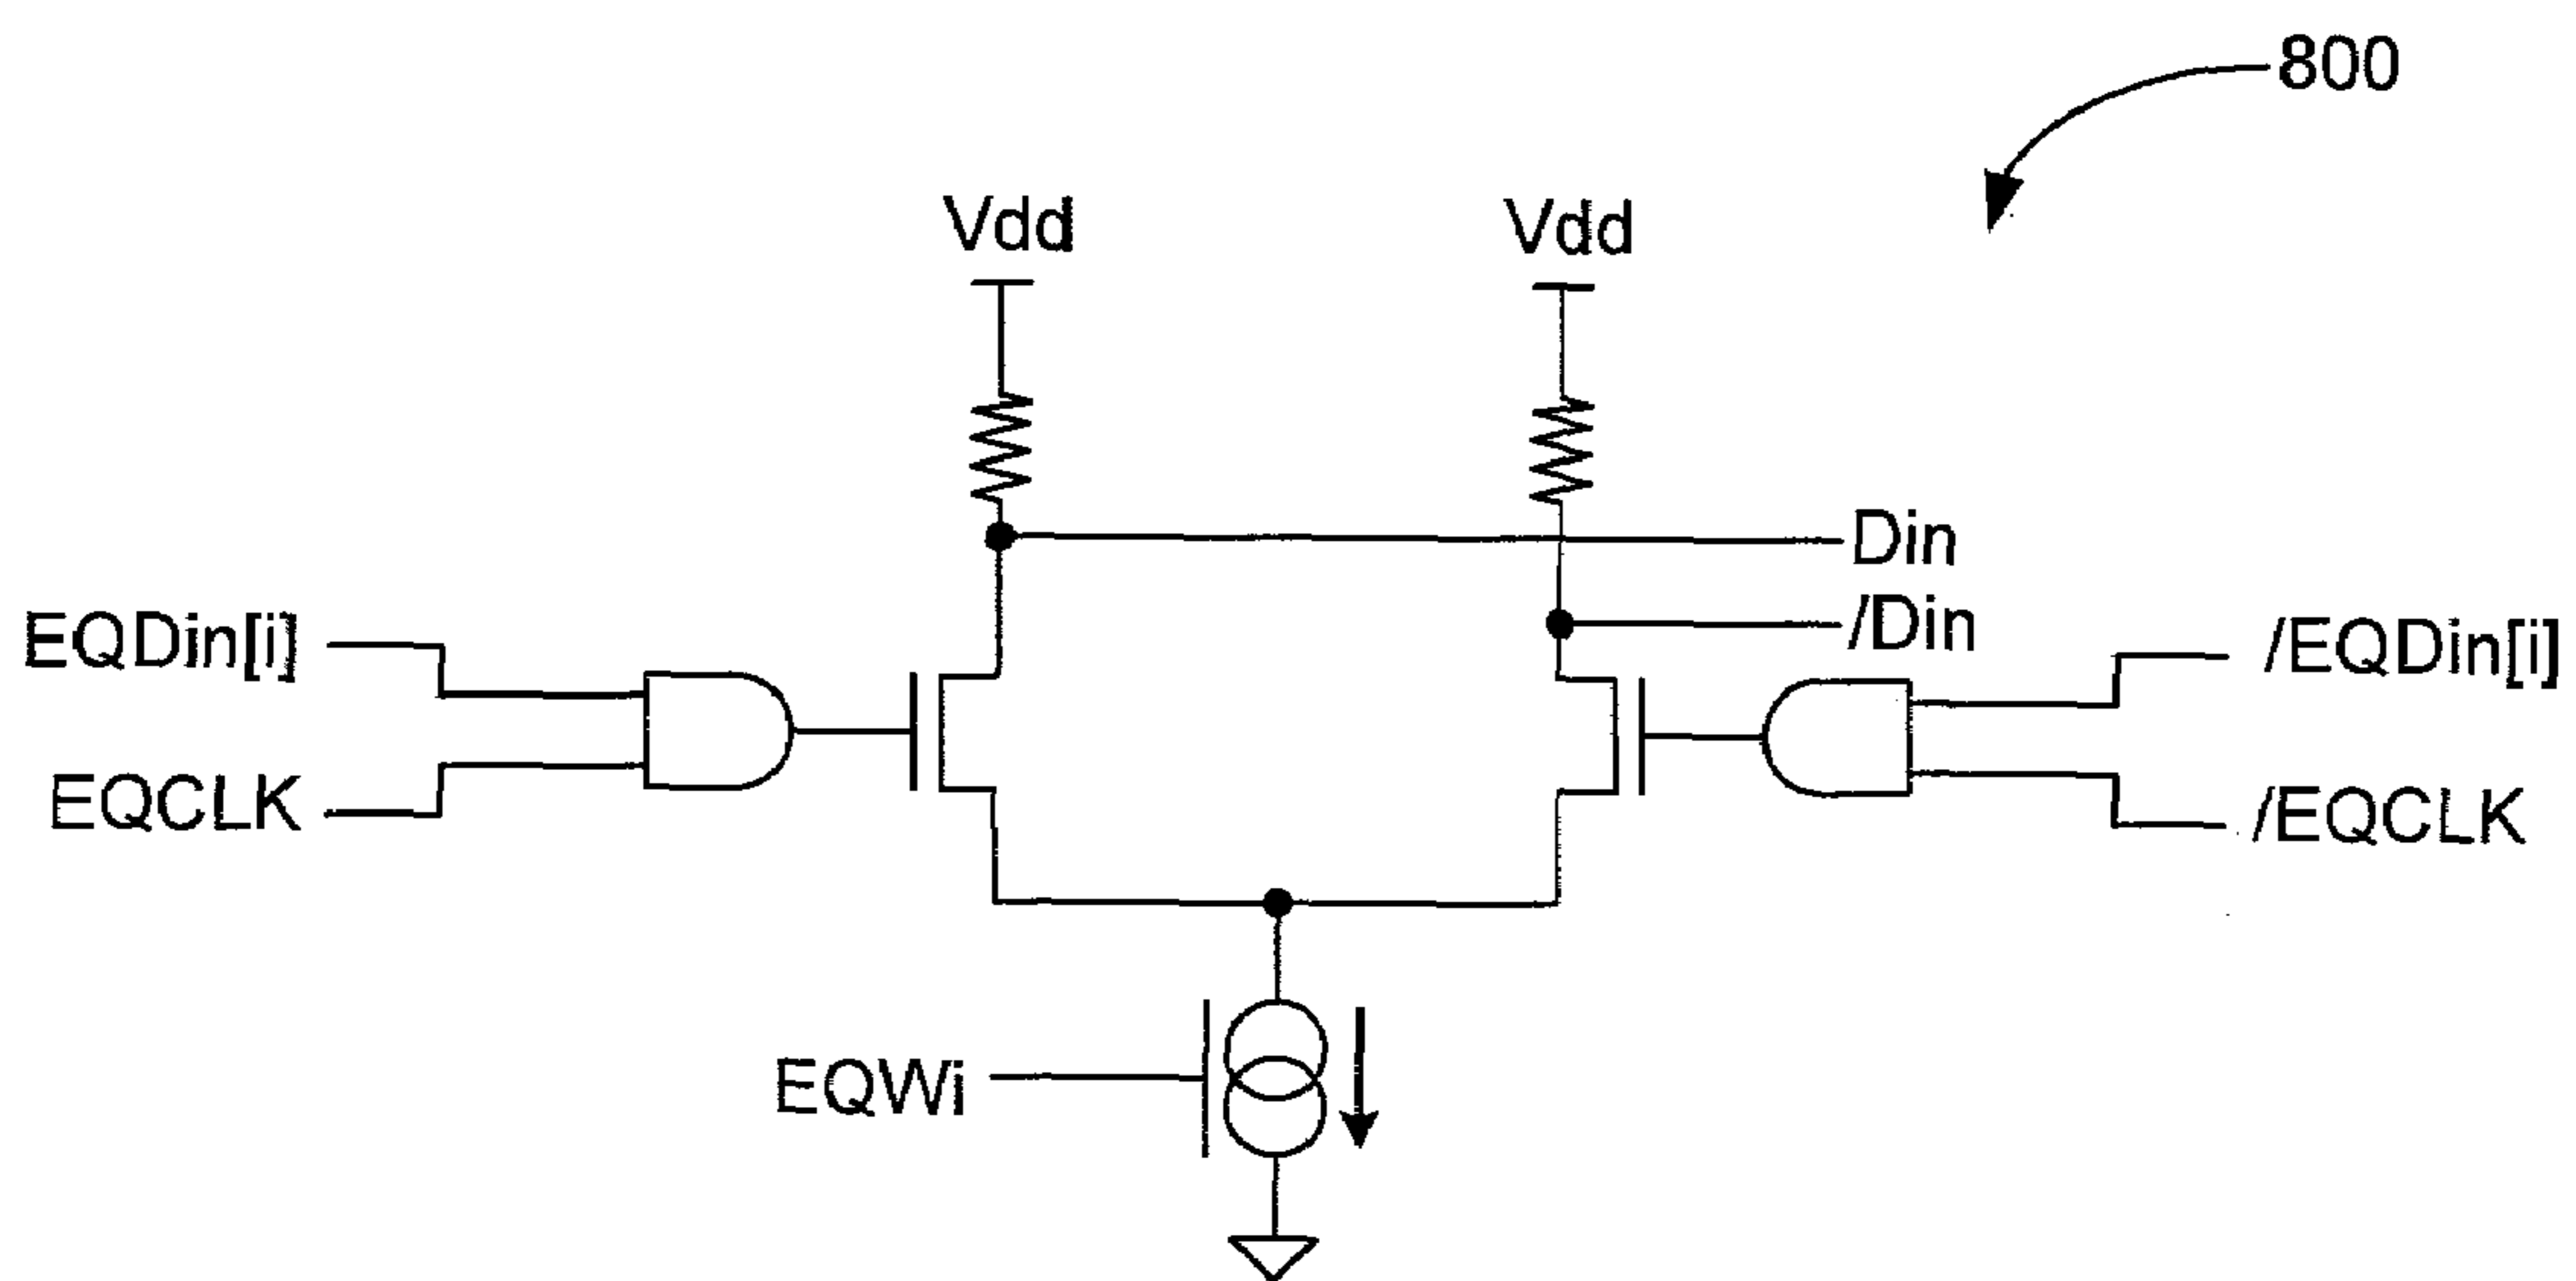 800
Vdd
Vdd
Din
/Din
EQDin[i]
/EQDin[i]
EQCLK
/EQCLK
EQWi